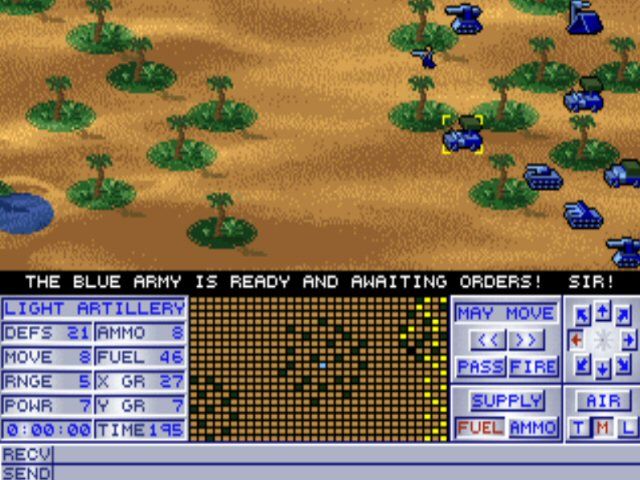 THE BLUE ARMY IS READY AND AWAITING ORDERS! SIR!
LIGHT ARTILLERY
DEFS 21 AMMO 8
MOVE 8 FUEL 46
RNGE 5 X GR 27
POWR 7 Y GR 7
0:00:00 TIME 195
MAY MOVE
<< >>
PASS FIRE
SUPPLY
FUEL AMMO
AIR
T M L
RECV
SEND